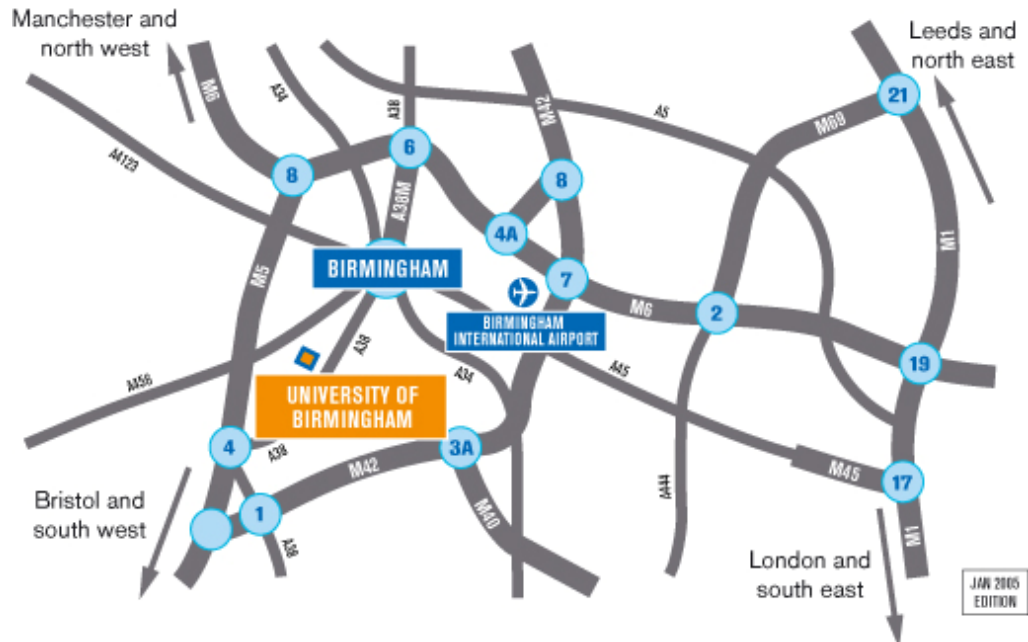 Manchester and
north west
Leeds and
north east
M6
A34
A38
M42
A5
21
M69
A4123
6
8
8
A38M
4A
M1
BIRMINGHAM
M5
7
M6
2
BIRMINGHAM
INTERNATIONAL AIRPORT
A38
A34
A45
19
A456
UNIVERSITY OF
BIRMINGHAM
4
A38
3A
M42
M45
17
A444
Bristol and
south west
1
M40
A38
M1
London and
south east
JAN 2005
EDITION